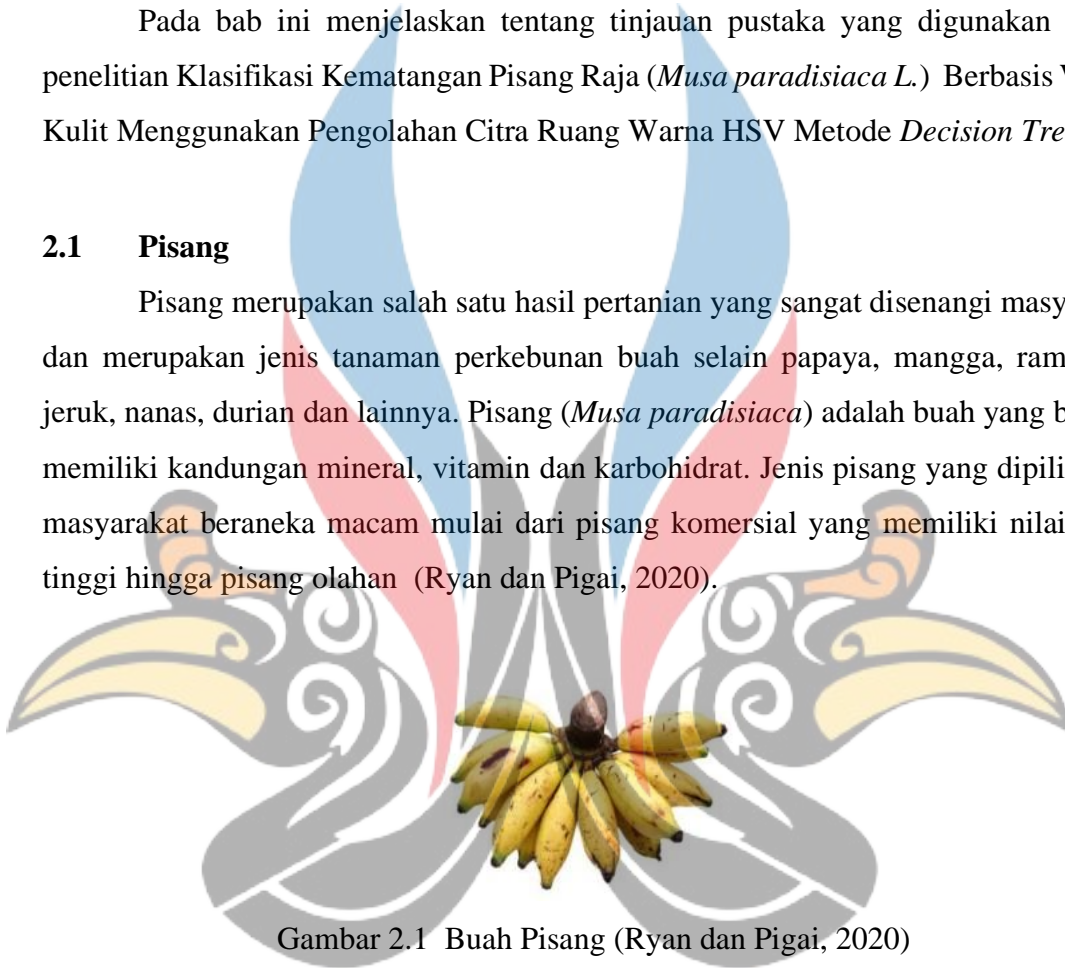 Pada bab ini menjelaskan tentang tinjauan pustaka yang digunakan
penelitian Klasifikasi Kematangan Pisang Raja (Musa paradisiaca L.) Berbasis
Kulit Menggunakan Pengolahan Citra Ruang Warna HSV Metode Decision
2.1 Pisang
Pisang merupakan salah satu hasil pertanian yang sangat disenangi
dan merupakan jenis tanaman perkebunan buah selain papaya, mangga,
jeruk, nanas, durian dan lainnya. Pisang (Musa paradisiaca) adalah buah yang
memiliki kandungan mineral, vitamin dan karbohidrat. Jenis pisang yang
masyarakat beraneka macam mulai dari pisang komersial yang memiliki nilai
tinggi hingga pisang olahan (Ryan dan Pigai, 2020).
Gambar 2.1 Buah Pisang (Ryan dan Pigai, 2020)